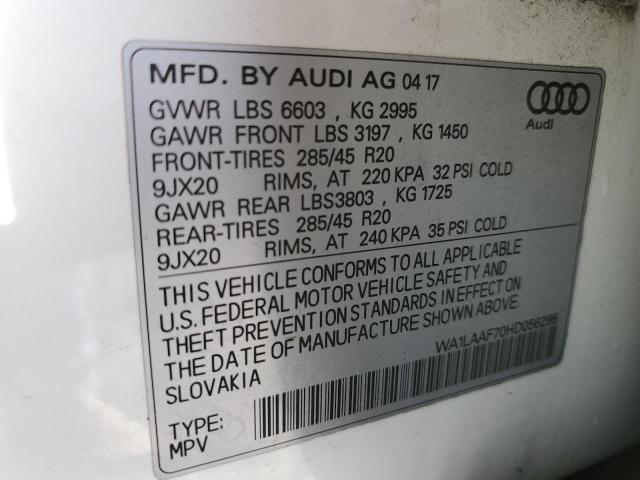 MFD. BY AUDI AG 04 17
GVWR LBS 6603 , KG 2995
GAWR FRONT LBS 3197 , KG 1450
FRONT-TIRES 285/45 R20
9JX20 RIMS, AT 220 KPA 32 PSI COLD
GAWR REAR LBS3803 , KG 1725
REAR-TIRES 285/45 R20
9JX20 RIMS, AT 240 KPA 35 PSI COLD
THIS VEHICLE CONFORMS TO ALL APPLICABLE
U.S. FEDERAL MOTOR VEHICLE SAFETY AND
THEFT PREVENTION STANDARDS IN EFFECT ON
THE DATE OF MANUFACTURE SHOWN ABOVE.
SLOVAKIA
TYPE:
MPV
Audi
WA1LAAF70HD056295